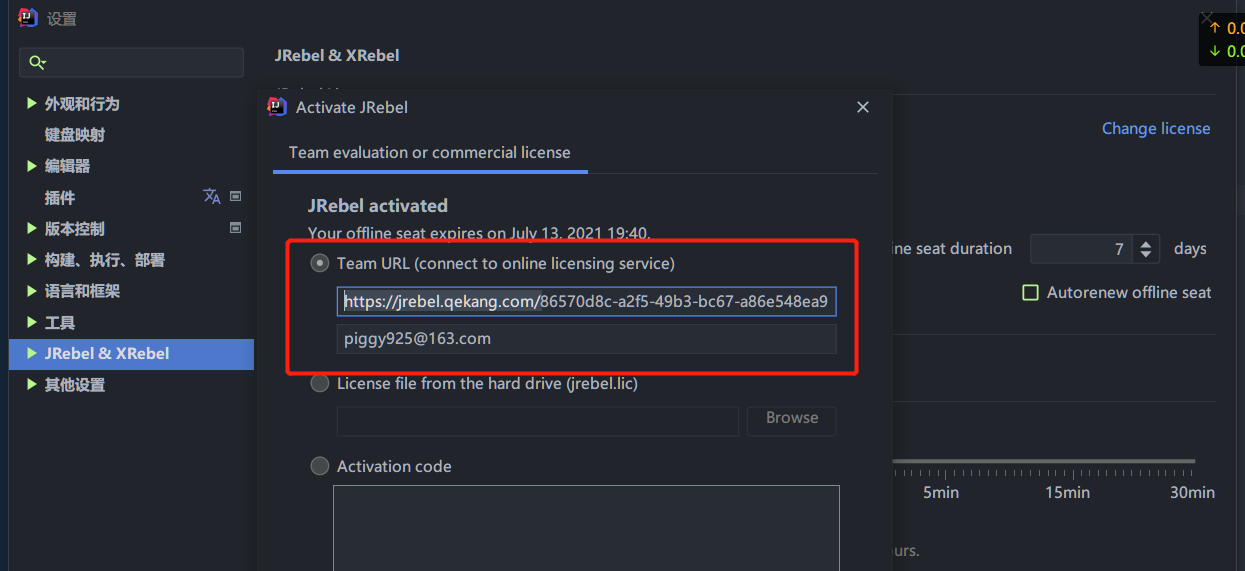 设置
JRebel & XRebel
外观和行为
键盘映射
编辑器
插件
版本控制
构建、执行、部署
语言和框架
工具
JRebel & XRebel
其他设置
Change license
Activate JRebel
Team evaluation or commercial license
JRebel activated
Your offline seat expires on July 13, 2021 19:40.
Team URL (connect to online licensing service)
https://jrebel.qekang.com/86570d8c-a2f5-49b3-bc67-a86e548ea9
piggy925@163.com
License file from the hard drive (jrebel.lic)
Browse
Activation code
seat duration
7
days
Autorenew offline seat
5min
15min
30min
↑ 0.0
↓ 0.0